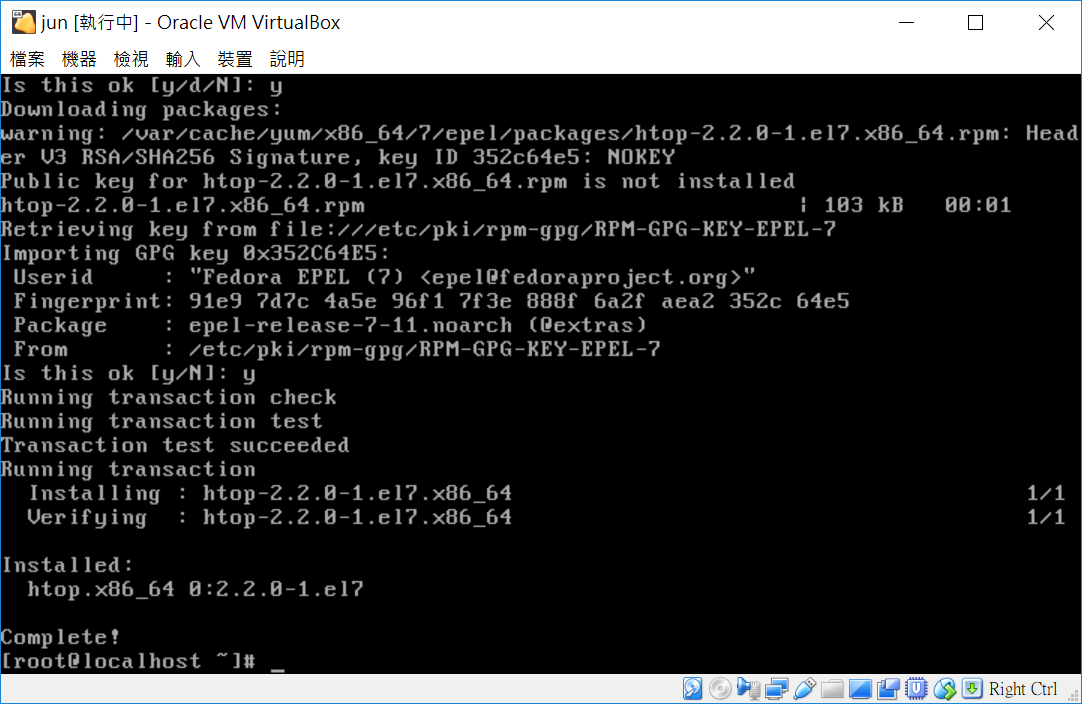 jun [執行中] - Oracle VM VirtualBox
檔案 機器 檢視 輸入 裝置 說明
Is this ok [y/d/N]: y
Downloading packages:
warning: /var/cache/yum/x86_64/7/epel/packages/htop-2.2.0-1.el7.x86_64.rpm: Head
er V3 RSA/SHA256 Signature, key ID 352c64e5: NOKEY
Public key for htop-2.2.0-1.el7.x86_64.rpm is not installed
htop-2.2.0-1.el7.x86_64.rpm | 103 kB 00:01
Retrieving key from file:///etc/pki/rpm-gpg/RPM-GPG-KEY-EPEL-7
Importing GPG key 0x352C64E5:
Userid : "Fedora EPEL (7) <epel@fedoraproject.org>"
Fingerprint: 91e9 7d7c 4a5e 96f1 7f3e 888f 6a2f aea2 352c 64e5
Package : epel-release-7-11.noarch (@extras)
From : /etc/pki/rpm-gpg/RPM-GPG-KEY-EPEL-7
Is this ok [y/N]: y
Running transaction check
Running transaction test
Transaction test succeeded
Running transaction
Installing : htop-2.2.0-1.el7.x86_64 1/1
Verifying : htop-2.2.0-1.el7.x86_64 1/1
Installed:
htop.x86_64 0:2.2.0-1.el7
Complete!
[root@localhost ~]# _
Right Ctrl